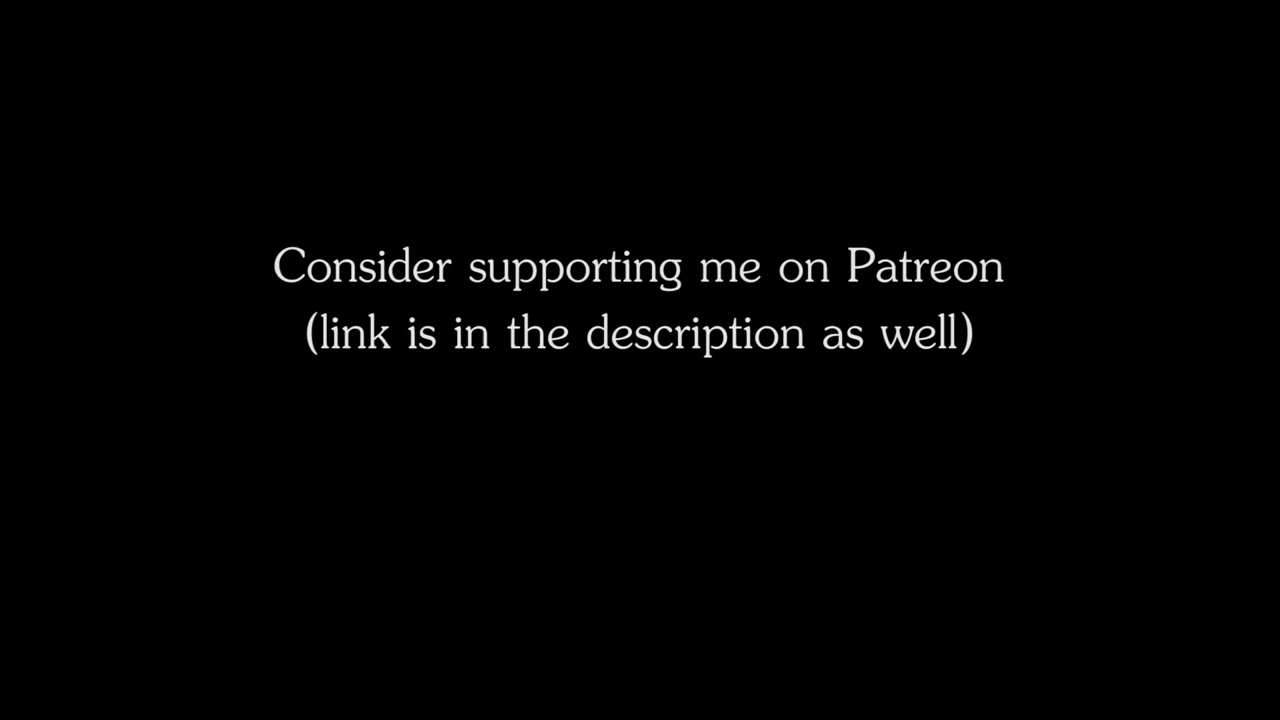 Consider supporting me on Patreon
(link is in the description as well)